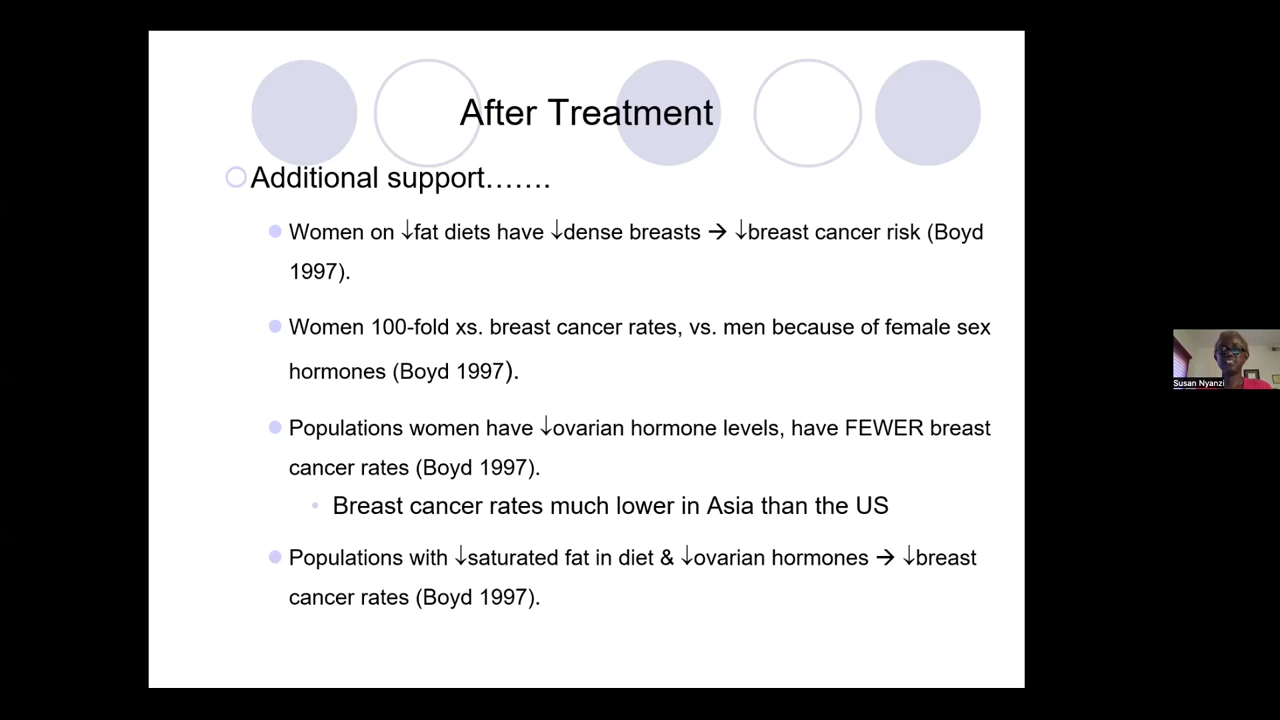 After Treatment
Additional support…….
Women on ↓fat diets have ↓dense breasts → ↓breast cancer risk (Boyd
1997).
Women 100-fold xs. breast cancer rates, vs. men because of female sex
hormones (Boyd 1997).
Populations women have ↓ovarian hormone levels, have FEWER breast
cancer rates (Boyd 1997).
Breast cancer rates much lower in Asia than the US
Populations with ↓saturated fat in diet & ↓ovarian hormones → ↓breast
cancer rates (Boyd 1997).
Susan Nyanzi